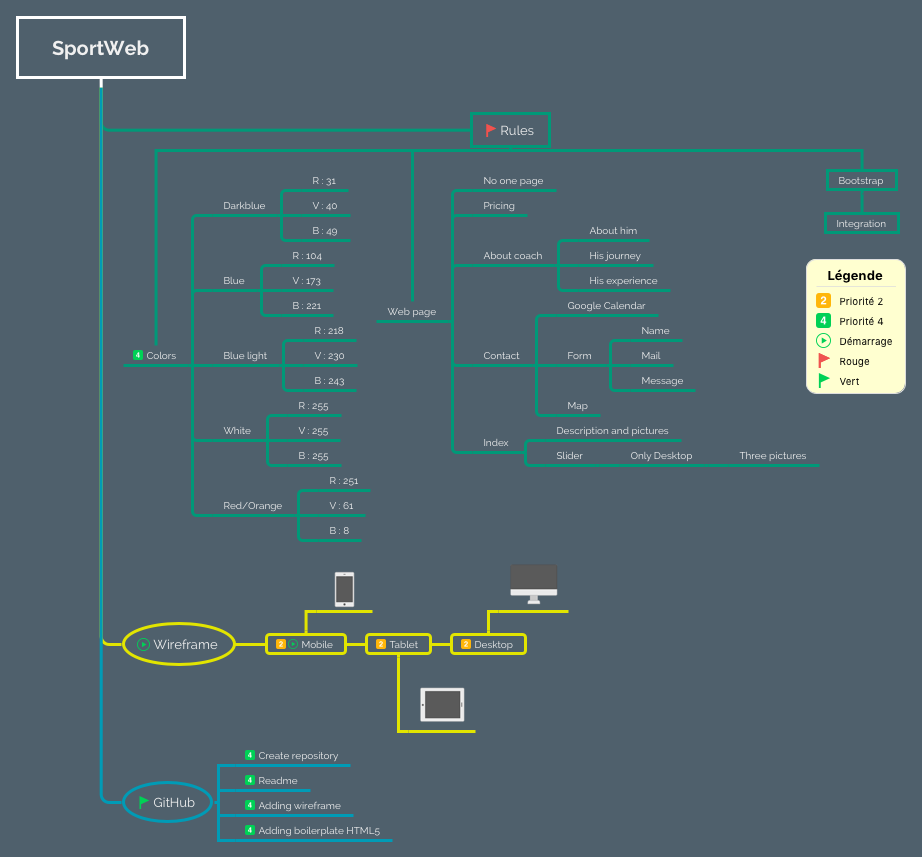 SportWeb
Rules
4 Colors
Darkblue
R : 31
V : 40
B : 49
Blue
R : 104
V : 173
B : 221
Blue light
R : 218
V : 230
B : 243
White
R : 255
V : 255
B : 255
Red/Orange
R : 251
V : 61
B : 8
Web page
No one page
Pricing
About coach
About him
His journey
His experience
Contact
Google Calendar
Form
Name
Mail
Message
Map
Index
Description and pictures
Slider
Only Desktop
Three pictures
Bootstrap
Integration
Légende
2 Priorité 2
4 Priorité 4
Démarrage
Rouge
Vert
Wireframe
2 Mobile
2 Tablet
2 Desktop
GitHub
4 Create repository
4 Readme
4 Adding wireframe
4 Adding boilerplate HTML5